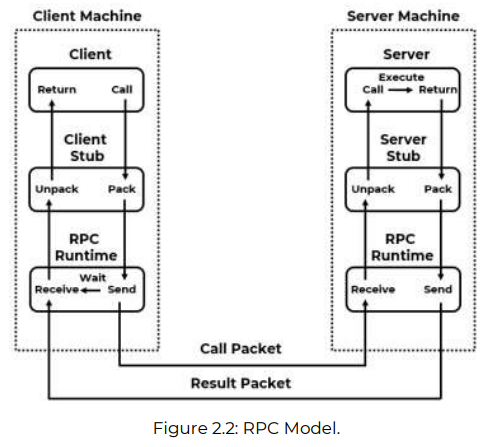 Client Machine
Server Machine
Client
Server
Return Call
Execute
Call Return
Client
Stub
Server
Stub
Unpack Pack
Unpack Pack
RPC
Runtime
RPC
Runtime
Wait
Receive Send
Receive Send
Call Packet
Result Packet
Figure 2.2: RPC Model.